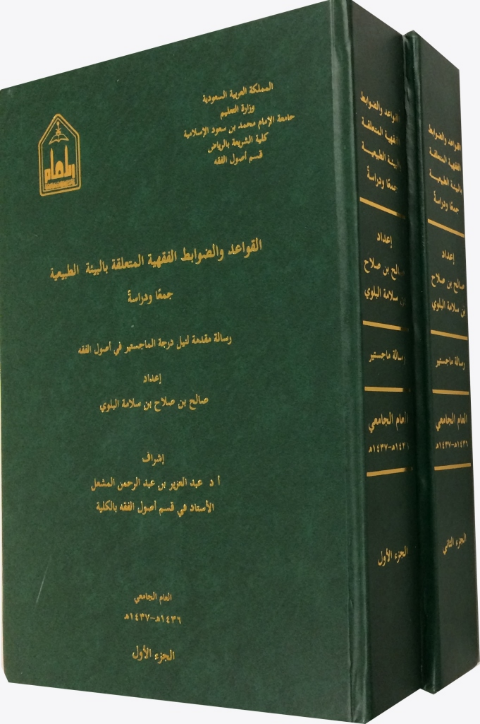 المملكة العربية السعودية
وزارة التعليم
جامعة الإمام محمد بن سعود الإسلامية
كلية الشريعة بالرياض
قسم أصول الفقه
القواعد والضوابط الفقهية المتعلقة بالبيئة الطبيعية
جمعًا ودراسةً
رسالة مقدمة لنيل درجة الماجستير في أصول الفقه
إعداد
صالح بن صلاح بن سلامة البلوي
إشراف
أ د عبد العزيز بن عبد الرحمن المشعل
الأستاذ في قسم أصول الفقه بالكلية
العام الجامعي
١٤٣٦هـ-١٤٣٧هـ
الجزء الأول
القواعد والضوابط
الفقهية المتعلقة
بالبيئة الطبيعية
جمعًا ودراسةً
إعداد
صالح بن صلاح
بن سلامة البلوي
رسالة ماجستير
العام الجامعي
١٤٣٦هـ-١٤٣٧هـ
الجزء الأول
القواعد والضوابط
الفقهية المتعلقة
بالبيئة الطبيعية
جمعًا ودراسةً
إعداد
صالح بن صلاح
بن سلامة البلوي
رسالة ماجستير
العام الجامعي
١٤٣٦هـ-١٤٣٧هـ
الجزء الثاني